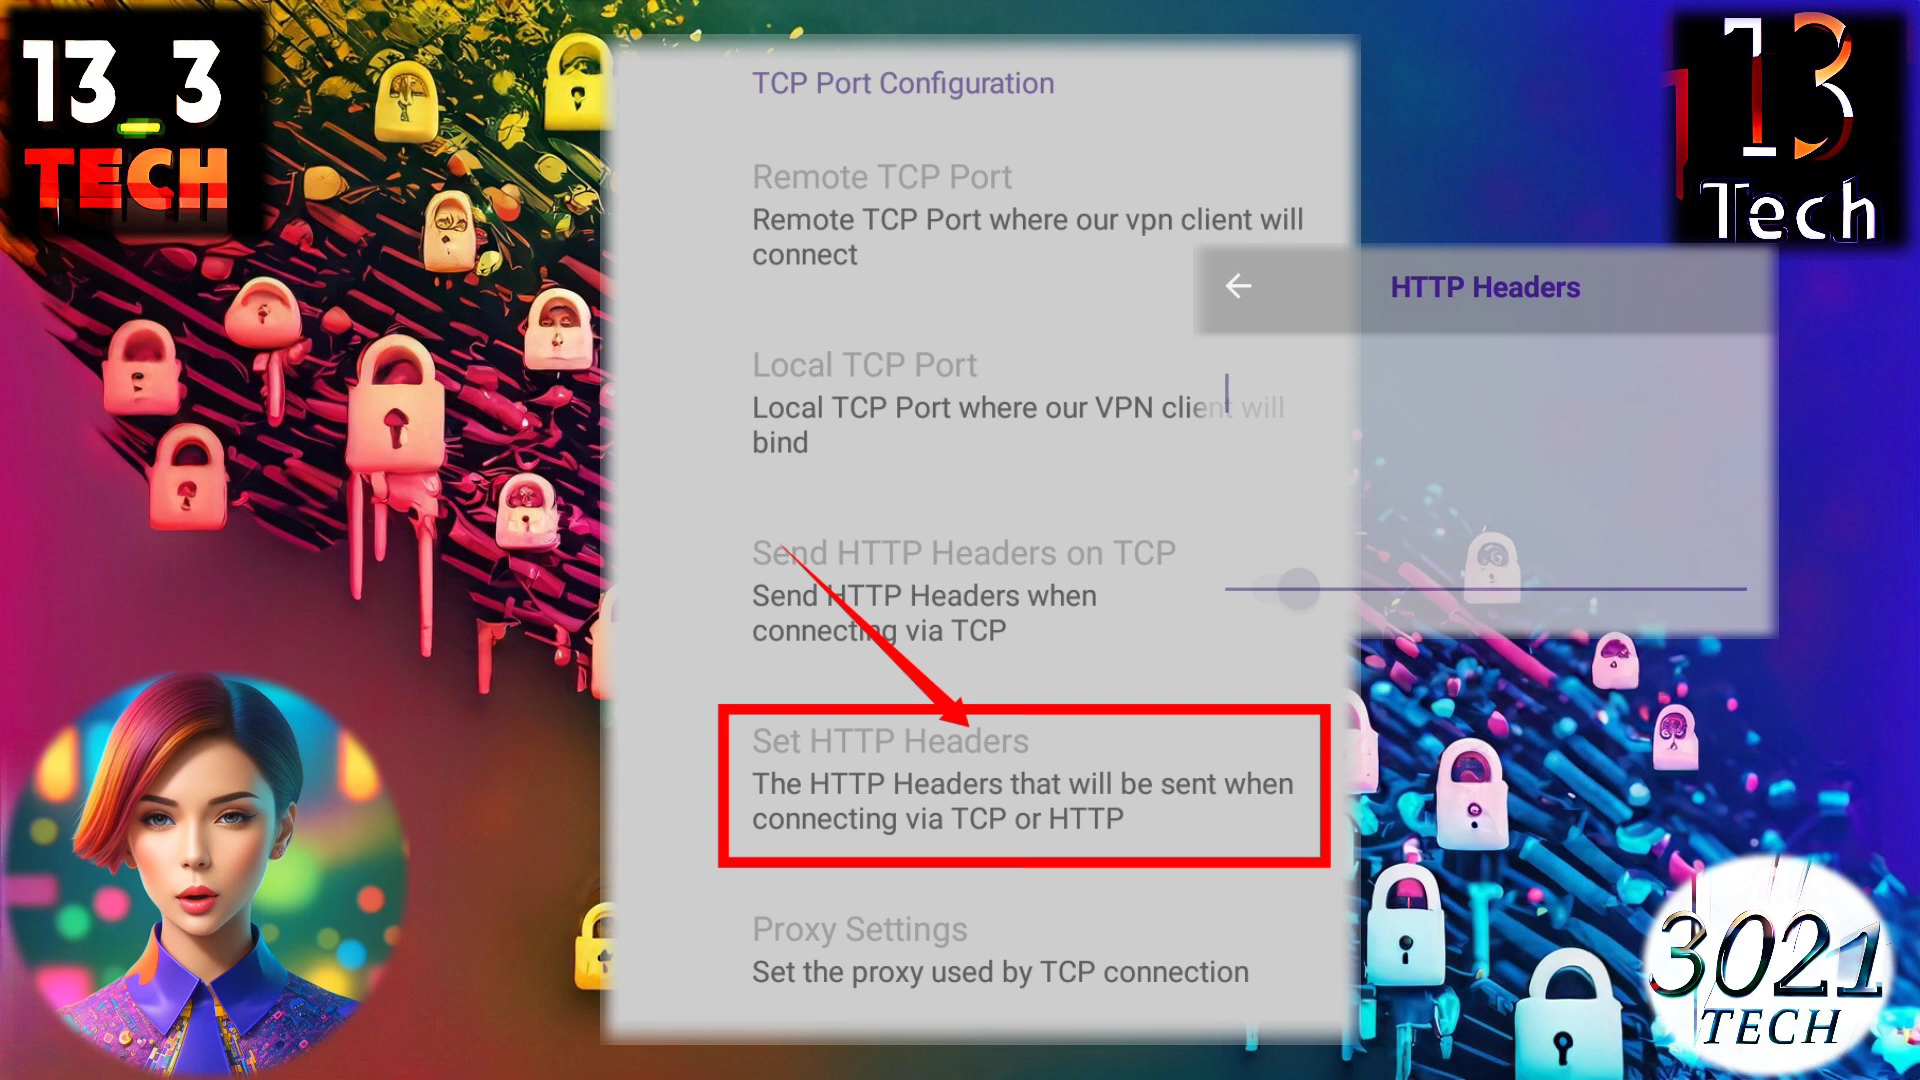 13_3
TECH
13
Tech
TCP Port Configuration
Remote TCP Port
Remote TCP Port where our vpn client will
connect
HTTP Headers
Local TCP Port
Local TCP Port where our VPN client will
bind
Send HTTP Headers on TCP
Send HTTP Headers when
connecting via TCP
Set HTTP Headers
The HTTP Headers that will be sent when
connecting via TCP or HTTP
Proxy Settings
Set the proxy used by TCP connection
3021
TECH